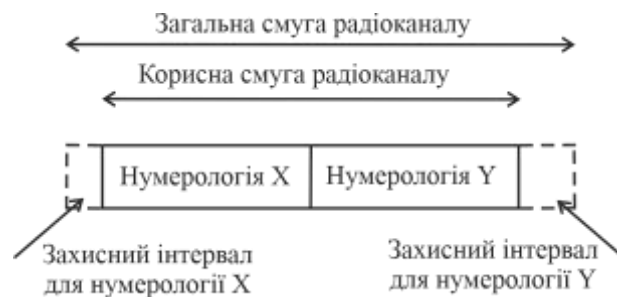 Загальна смуга радіоканалу
Корисна смуга радіоканалу
Нумерологія X
Нумерологія Y
Захисний інтервал
для нумерології X
Захисний інтервал
для нумерології Y